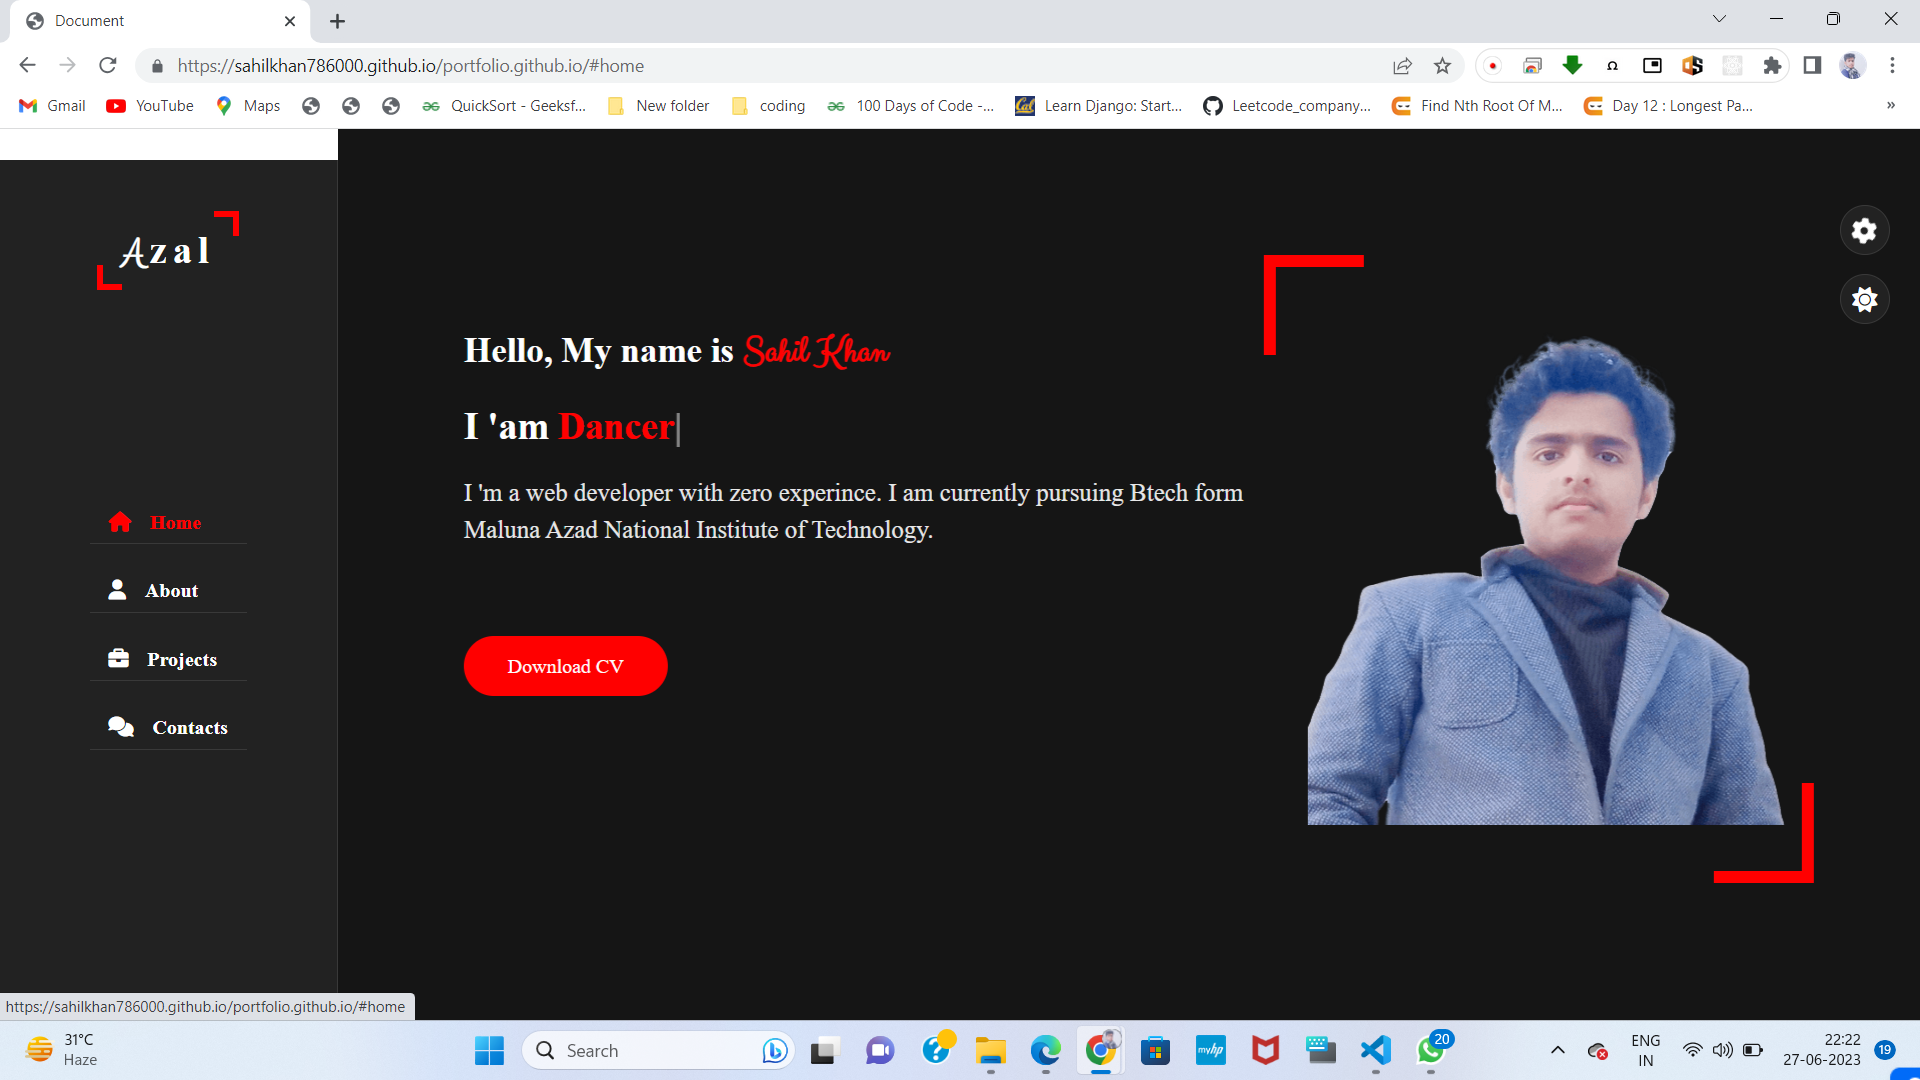 Document
https://sahilkhan786000.github.io/portfolio.github.io/#home
Gmail YouTube Maps QuickSort - Geeksf... New folder coding 100 Days of Code -... Learn Django: Start... Leetcode_company... Find Nth Root Of M... Day 12 : Longest Pa... »
Azal
Home
About
Projects
Contacts
Hello, My name is Sahil Khan
I 'am Dancer
I 'm a web developer with zero experince. I am currently pursuing Btech form
Maluna Azad National Institute of Technology.
Download CV
https://sahilkhan786000.github.io/portfolio.github.io/#home
31°C
Haze
Search
myhp
20
ENG
IN
22:22
27-06-2023
19